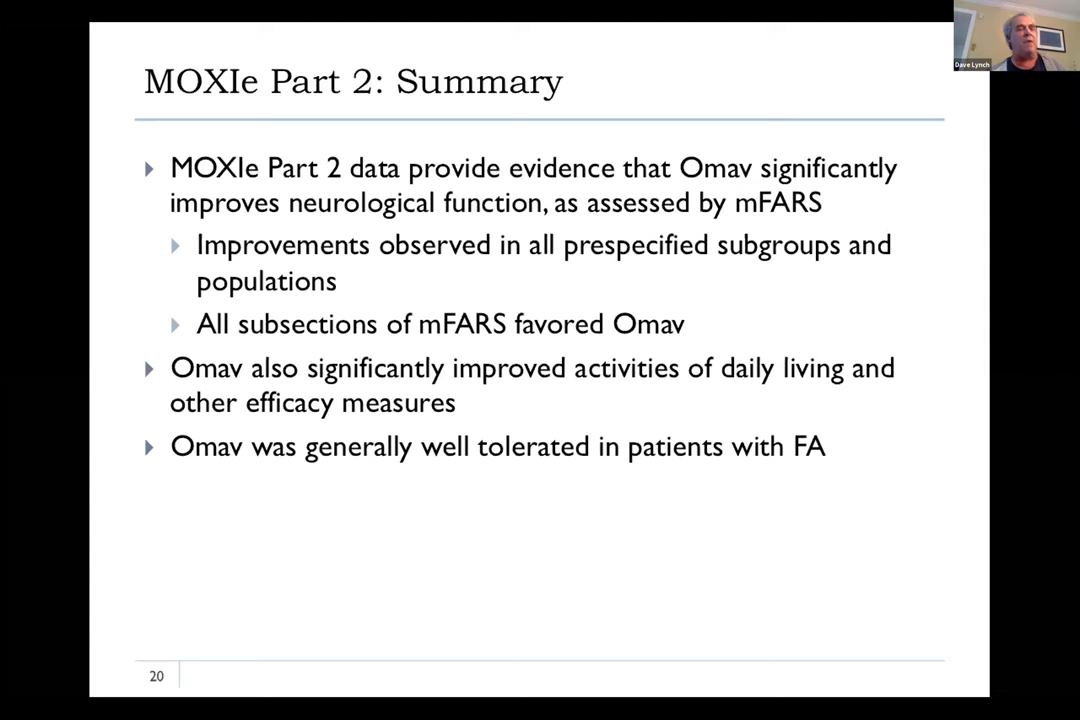 MOXIe Part 2: Summary
Dave Lynch
MOXIe Part 2 data provide evidence that Omav significantly
improves neurological function, as assessed by mFARS
Improvements observed in all prespecified subgroups and
populations
All subsections of mFARS favored Omav
Omav also significantly improved activities of daily living and
other efficacy measures
Omav was generally well tolerated in patients with FA
20